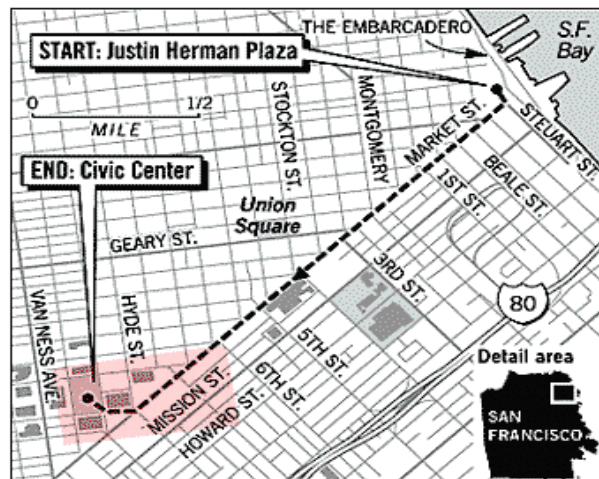 THE EMBARCADERO
S.F.
Bay
START: Justin Herman Plaza
0 1/2
MILE
STOCKTON ST.
MONTGOMERY
MARKET ST.
STEUART ST.
BEALE ST.
1ST ST.
END: Civic Center
Union
Square
GEARY ST.
3RD ST.
80
VAN NESS AVE.
HYDE ST.
5TH ST.
6TH ST.
MISSION ST.
HOWARD ST.
Detail area
SAN
FRANCISCO